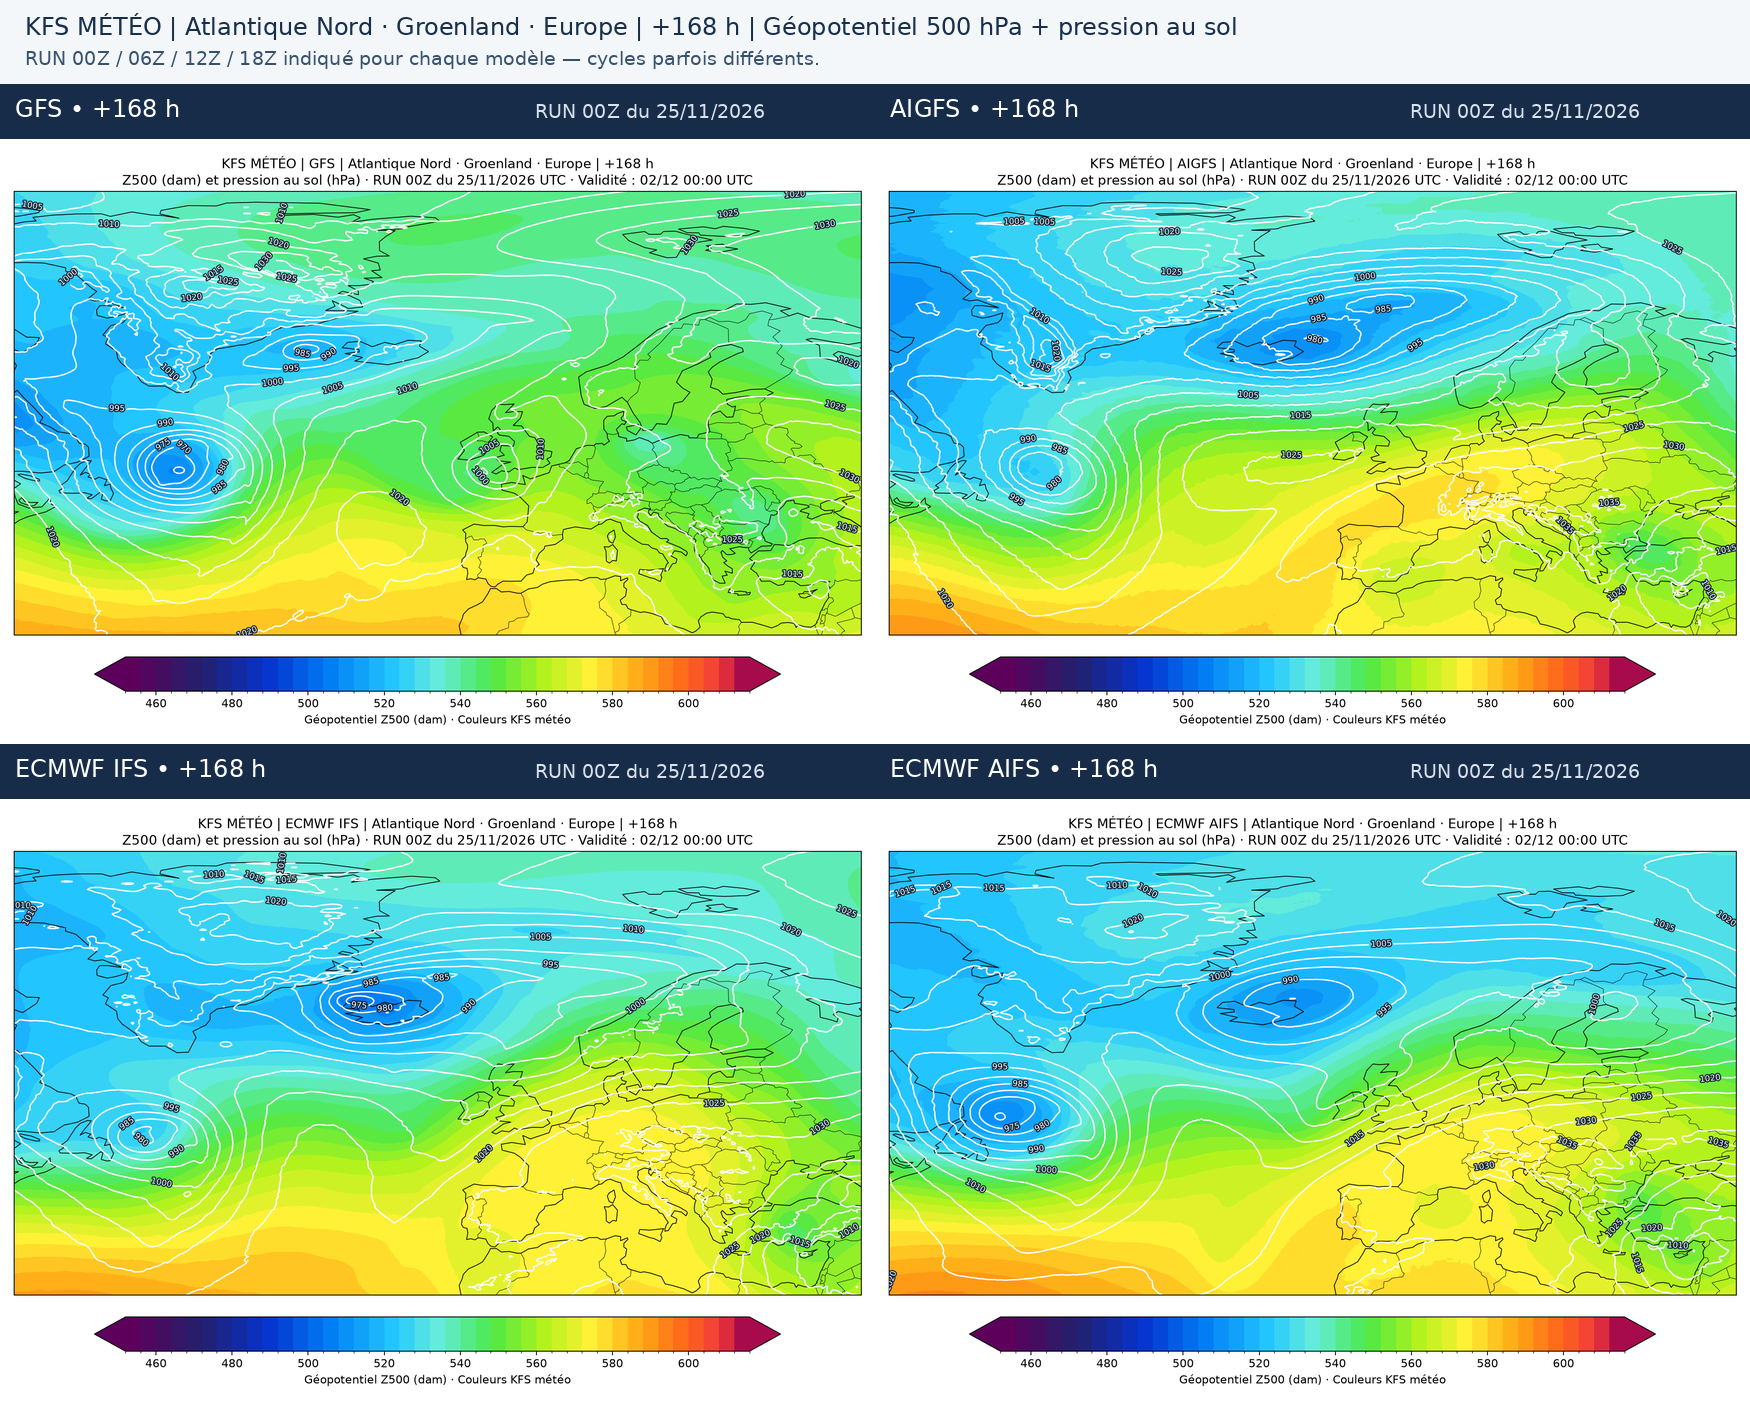 KFS MÉTÉO | Atlantique Nord · Groenland · Europe | +168 h | Géopotentiel 500 hPa + pression au sol
RUN 00Z / 06Z / 12Z / 18Z indiqué pour chaque modèle — cycles parfois différents.
GFS • +168 h RUN 00Z du 25/11/2026
KFS MÉTÉO | GFS | Atlantique Nord · Groenland · Europe | +168 h
Z500 (dam) et pression au sol (hPa) · RUN 00Z du 25/11/2026 UTC · Validité : 02/12 00:00 UTC
460 480 500 520 540 560 580 600
Géopotentiel Z500 (dam) · Couleurs KFS météo
AIGFS • +168 h RUN 00Z du 25/11/2026
KFS MÉTÉO | AIGFS | Atlantique Nord · Groenland · Europe | +168 h
Z500 (dam) et pression au sol (hPa) · RUN 00Z du 25/11/2026 UTC · Validité : 02/12 00:00 UTC
460 480 500 520 540 560 580 600
Géopotentiel Z500 (dam) · Couleurs KFS météo
ECMWF IFS • +168 h RUN 00Z du 25/11/2026
KFS MÉTÉO | ECMWF IFS | Atlantique Nord · Groenland · Europe | +168 h
Z500 (dam) et pression au sol (hPa) · RUN 00Z du 25/11/2026 UTC · Validité : 02/12 00:00 UTC
460 480 500 520 540 560 580 600
Géopotentiel Z500 (dam) · Couleurs KFS météo
ECMWF AIFS • +168 h RUN 00Z du 25/11/2026
KFS MÉTÉO | ECMWF AIFS | Atlantique Nord · Groenland · Europe | +168 h
Z500 (dam) et pression au sol (hPa) · RUN 00Z du 25/11/2026 UTC · Validité : 02/12 00:00 UTC
460 480 500 520 540 560 580 600
Géopotentiel Z500 (dam) · Couleurs KFS météo